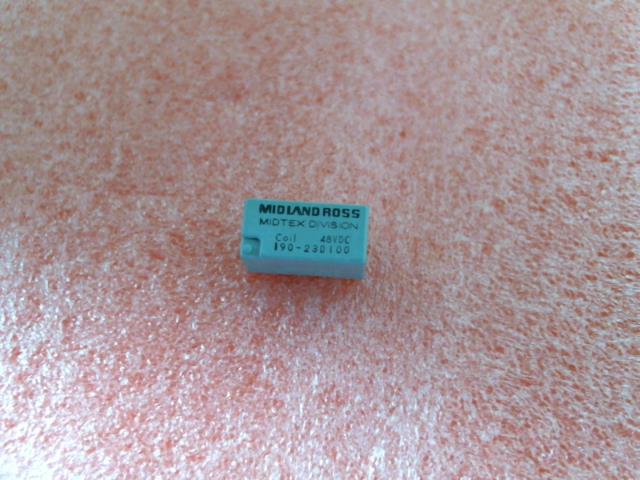 MIDLAND ROSS
MIDTEX DIVISION
Coil 48VDC
190-23D100